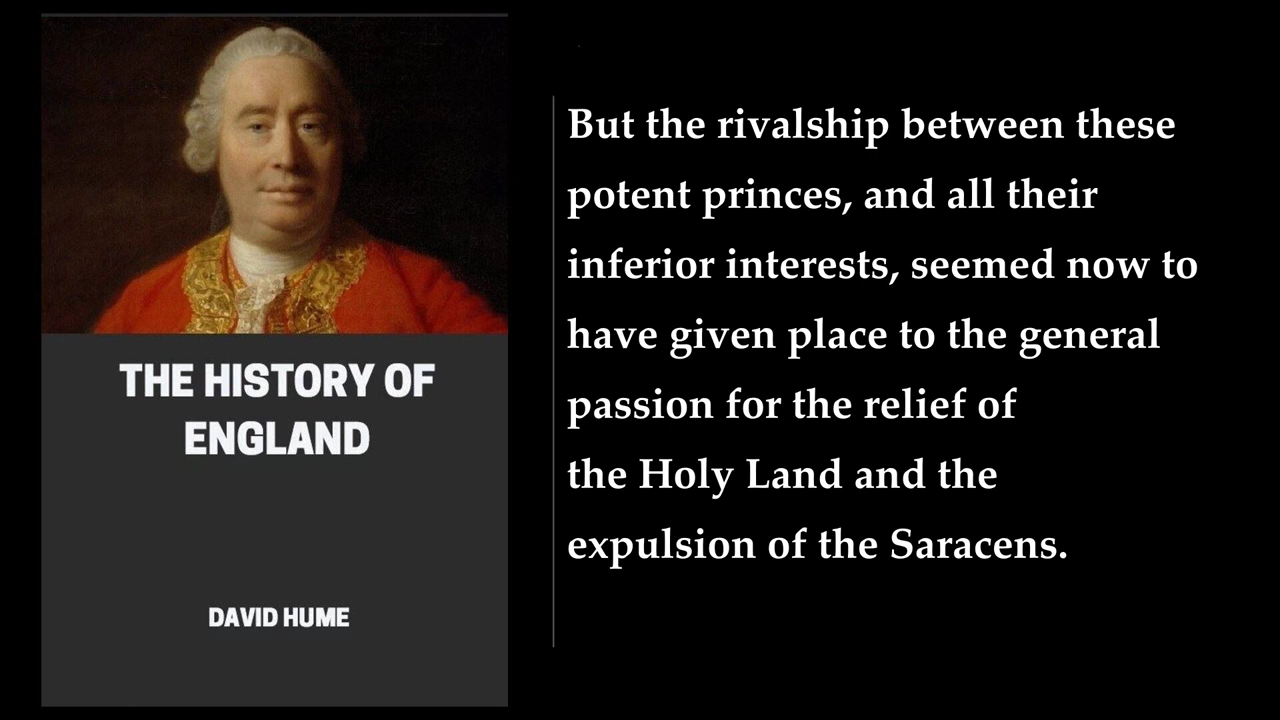 THE HISTORY OF
ENGLAND
DAVID HUME
But the rivalship between these
potent princes, and all their
inferior interests, seemed now to
have given place to the general
passion for the relief of
the Holy Land and the
expulsion of the Saracens.